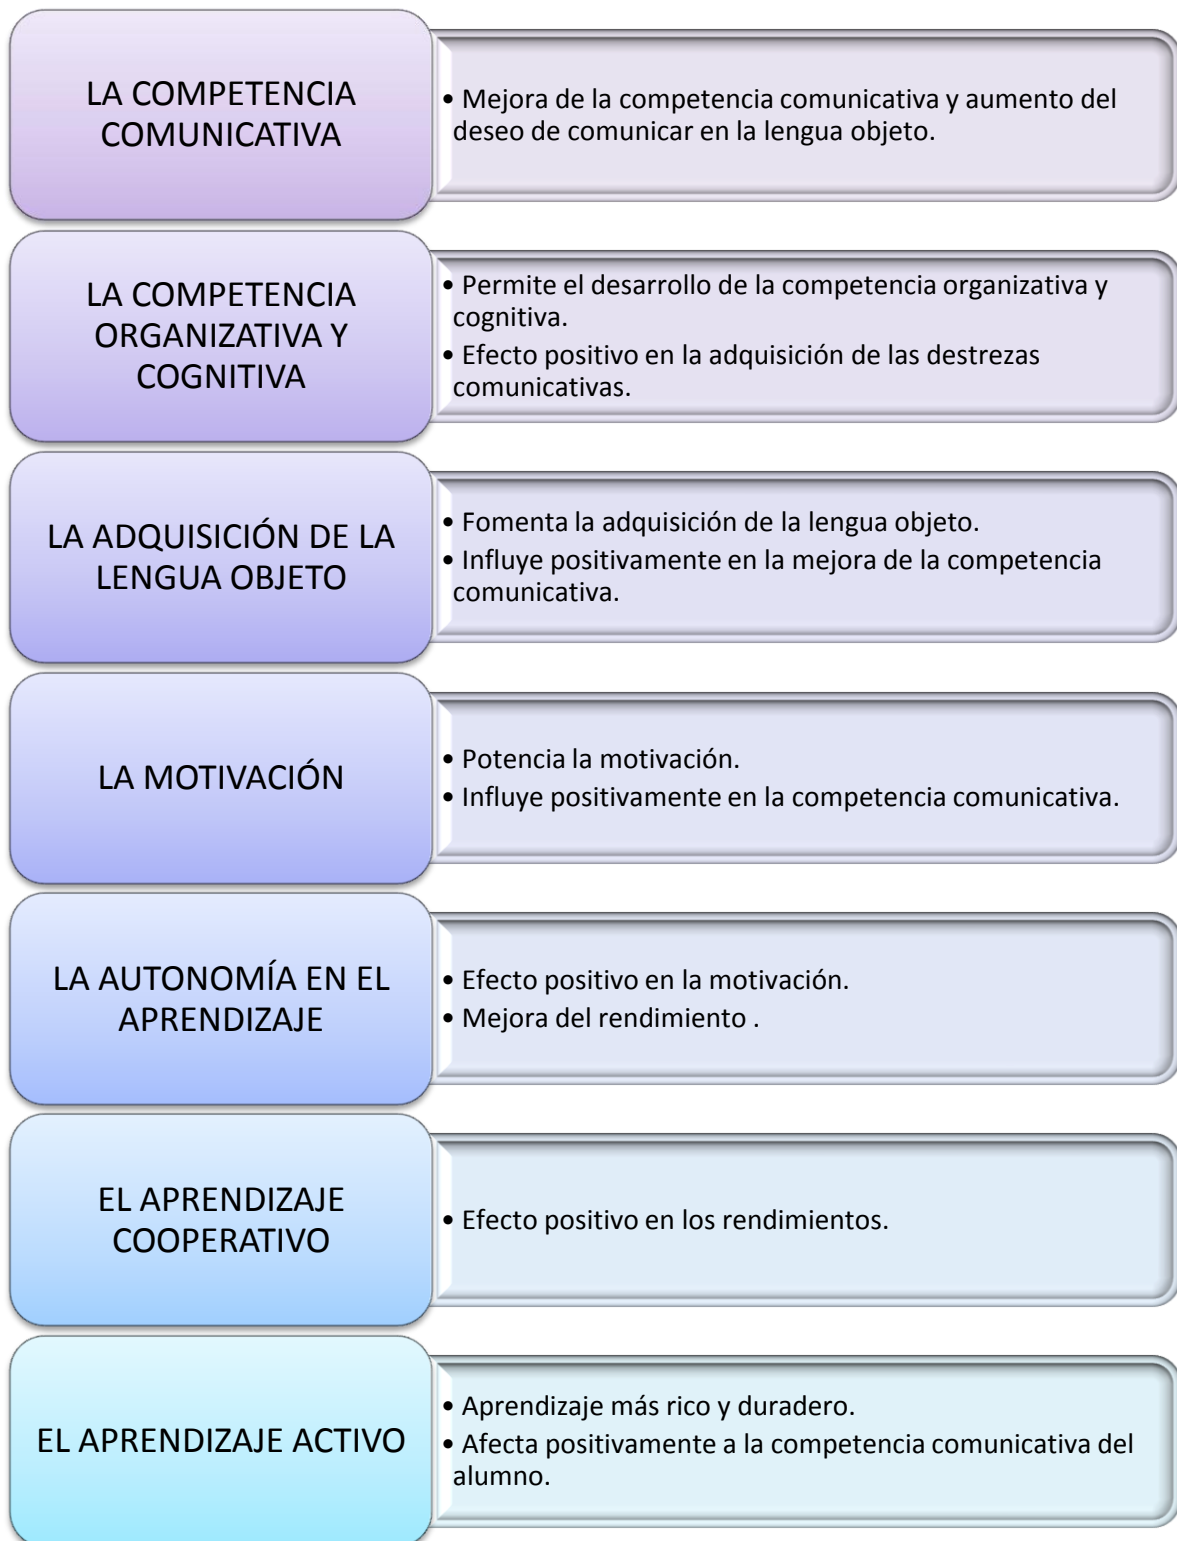 LA COMPETENCIA
COMUNICATIVA
• Mejora de la competencia comunicativa y aumento del
deseo de comunicar en la lengua objeto.
LA COMPETENCIA
ORGANIZATIVA Y
COGNITIVA
• Permite el desarrollo de la competencia organizativa y
cognitiva.
• Efecto positivo en la adquisición de las destrezas
comunicativas.
LA ADQUISICIÓN DE LA
LENGUA OBJETO
• Fomenta la adquisición de la lengua objeto.
• Influye positivamente en la mejora de la competencia
comunicativa.
LA MOTIVACIÓN
• Potencia la motivación.
• Influye positivamente en la competencia comunicativa.
LA AUTONOMÍA EN EL
APRENDIZAJE
• Efecto positivo en la motivación.
• Mejora del rendimiento .
EL APRENDIZAJE
COOPERATIVO
• Efecto positivo en los rendimientos.
EL APRENDIZAJE ACTIVO
• Aprendizaje más rico y duradero.
• Afecta positivamente a la competencia comunicativa del
alumno.